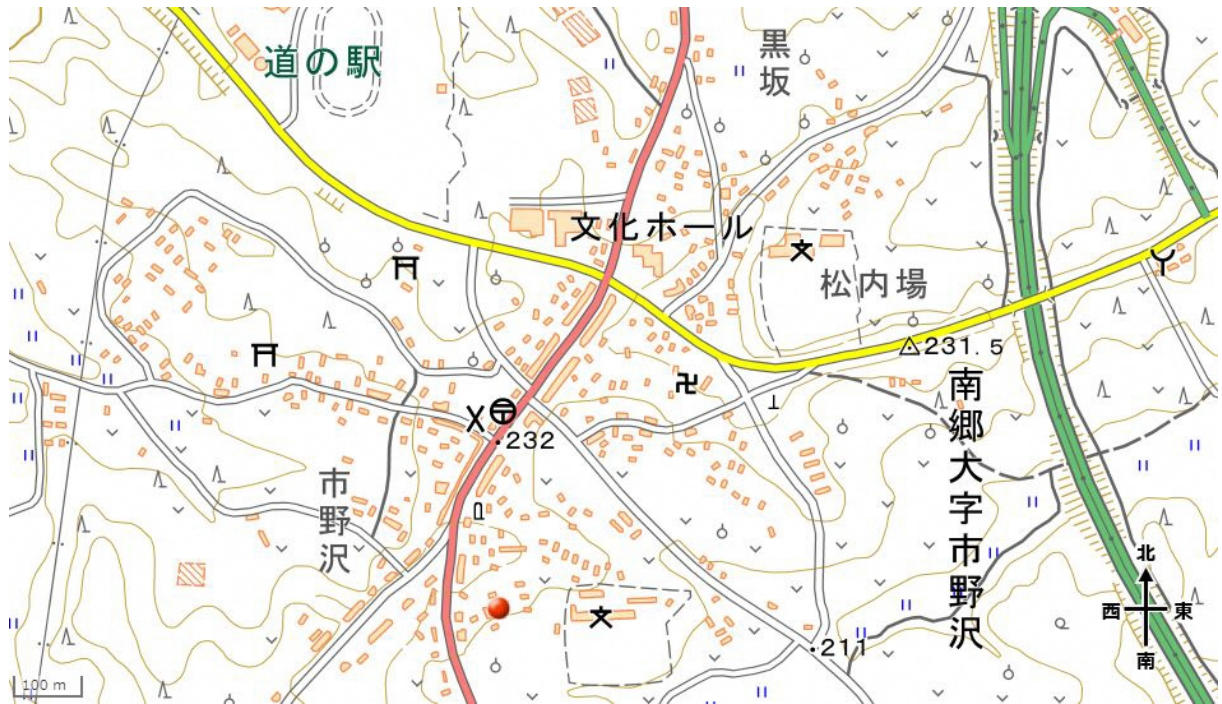 道の駅
黒坂
文化ホール
松内場
231.5
南郷大字市野沢
232
市野沢
211
北
西
東
南
100 m